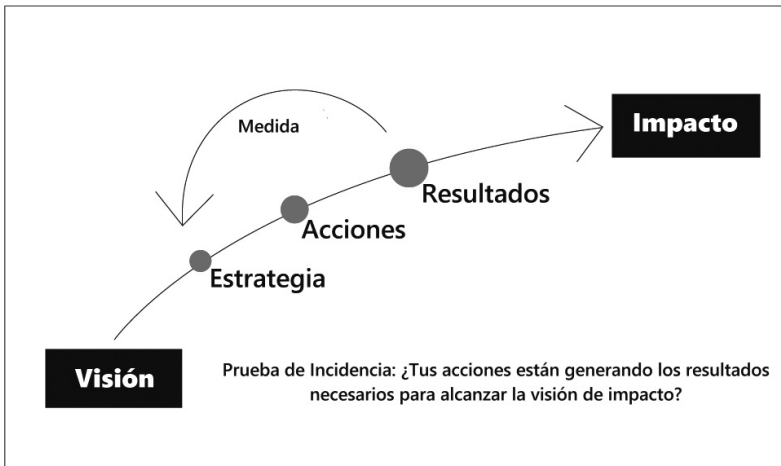 Medida
Impacto
Resultados
Acciones
Estrategia
Visión
Prueba de Incidencia: ¿Tus acciones están generando los resultados
necesarios para alcanzar la visión de impacto?